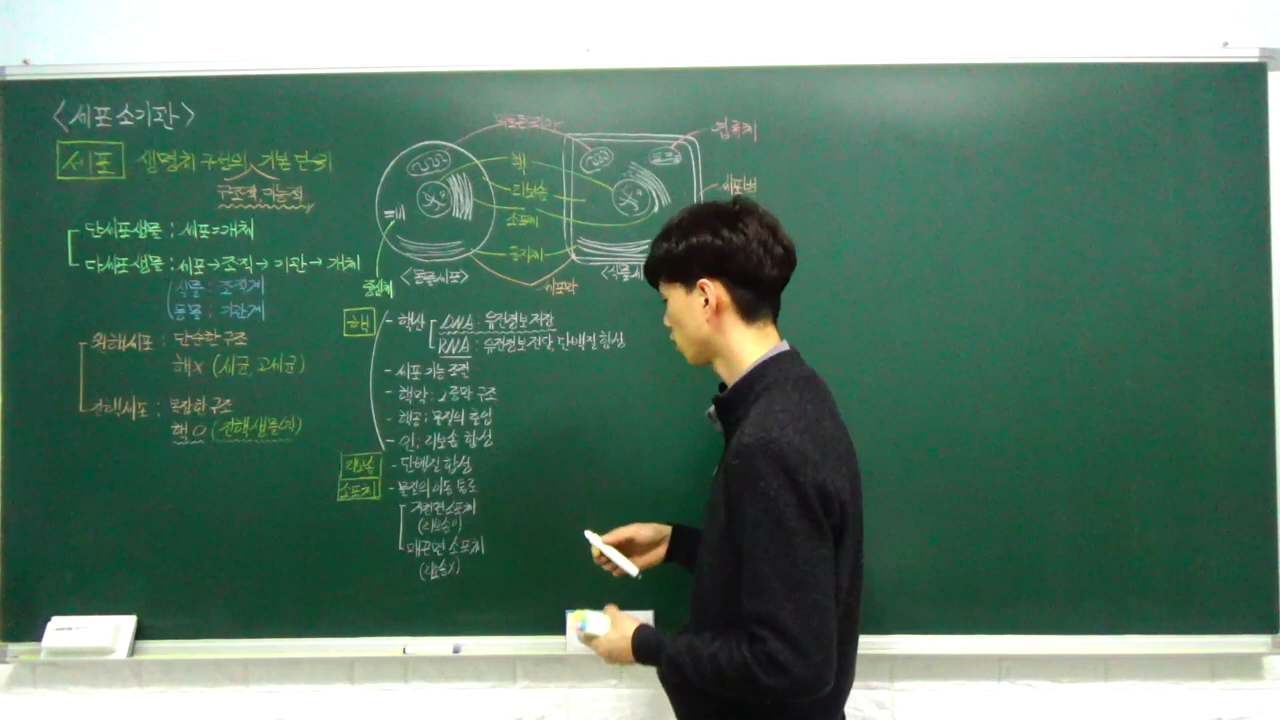 <세포 소기관>
세포 생명체 구성의 기본 단위
구조적 기능적
단세포 생물 : 세포=개체
다세포 생물 : 세포→조직→기관→개체
식물 : 조직계
동물 : 기관계
원핵세포 : 단순한 구조
핵X (세균, 고세균)
진핵세포 : 복잡한 구조
핵O (진핵생물계)
미토콘드리아
엽록체
핵
리보솜
소포체
골지체
세포벽
중심체
<동물세포>
세포막
<식물세
핵 - 핵산 DNA : 유전정보 저장
RNA : 유전정보 전달, 단백질 합성
- 세포 기능 조절
- 핵막 : 2중막 구조
- 핵공 : 물질의 출입
- 인 : 리보솜 합성
리보솜 - 단백질 합성
소포체 - 물질의 이동 통로
거친면 소포체
(리보솜O)
매끈면 소포체
(리보솜X)